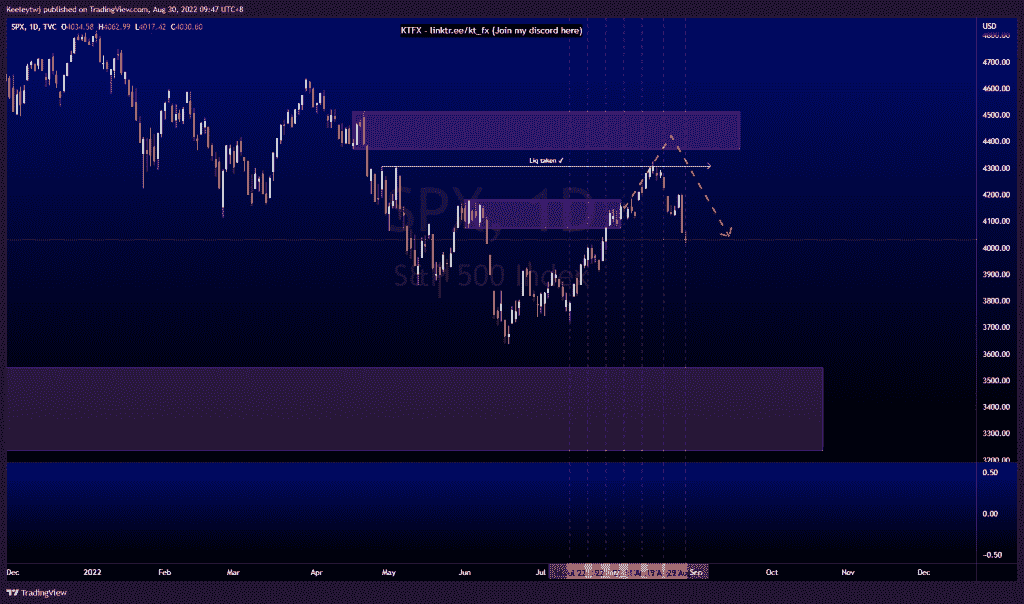 Keeleytwj published on TradingView.com, Aug 30, 2022 09:47 UTC+8
SPX, 1D, TVC O4034.58 H4062.99 L4017.42 C4030.60
KTFX - linktr.ee/kt_fx (Join my discord here)
USD
4800.00
4700.00
4600.00
4500.00
4400.00
4300.00
4200.00
4100.00
4000.00
3900.00
3800.00
3700.00
3600.00
3500.00
3400.00
3300.00
3200.00
0.50
0.00
-0.50
Liq taken ✓
SPX, 1D
S&P 500 Index
Dec 2022 Feb Mar Apr May Jun Jul Sep Oct Nov Dec
TradingView